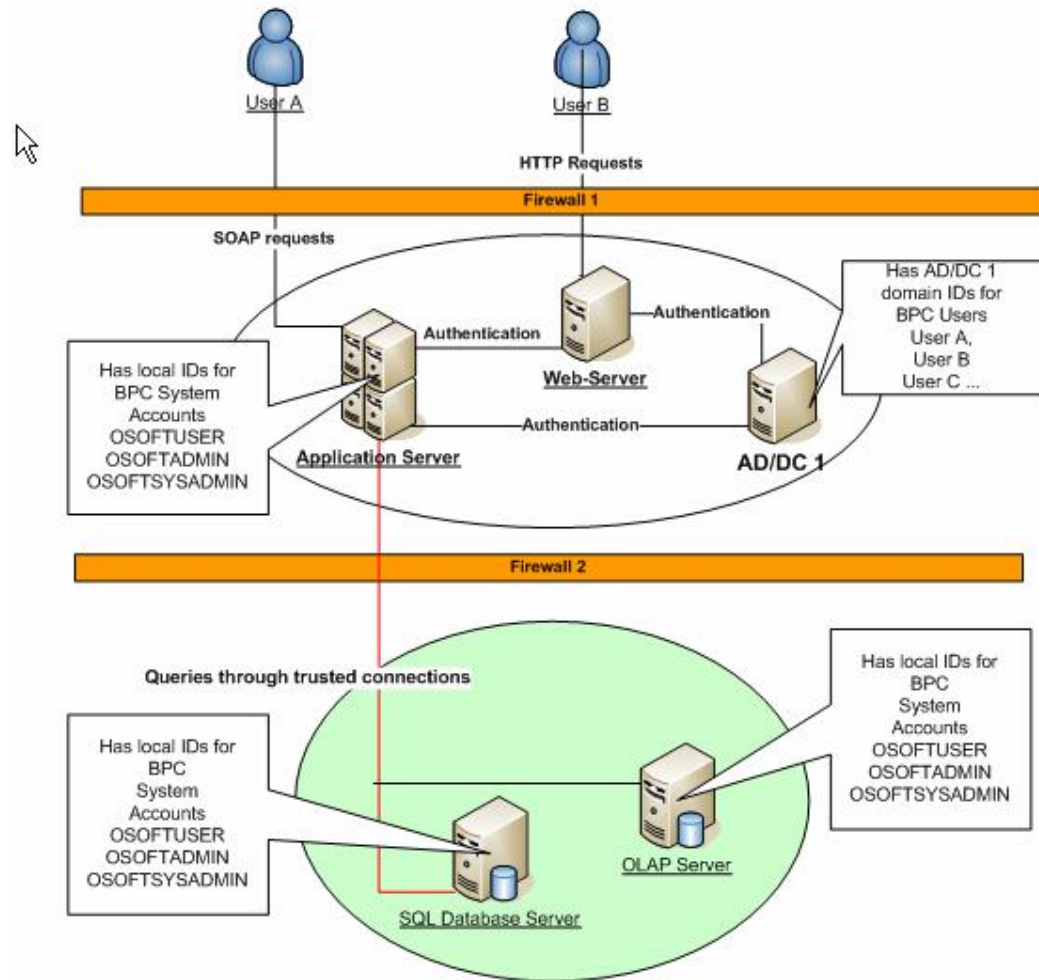 User A
User B
HTTP Requests
Firewall 1
SOAP requests
Has AD/DC 1
domain IDs for
BPC Users
User A,
User B
User C ...
Authentication
Authentication
Web-Server
Has local IDs for
BPC System
Accounts
OSOFTUSER
OSOFTADMIN
OSOFTSYSADMIN
Authentication
Application Server
AD/DC 1
Firewall 2
Queries through trusted connections
Has local IDs for
BPC
System
Accounts
OSOFTUSER
OSOFTADMIN
OSOFTSYSADMIN
Has local IDs for
BPC
System
Accounts
OSOFTUSER
OSOFTADMIN
OSOFTSYSADMIN
OLAP Server
SQL Database Server